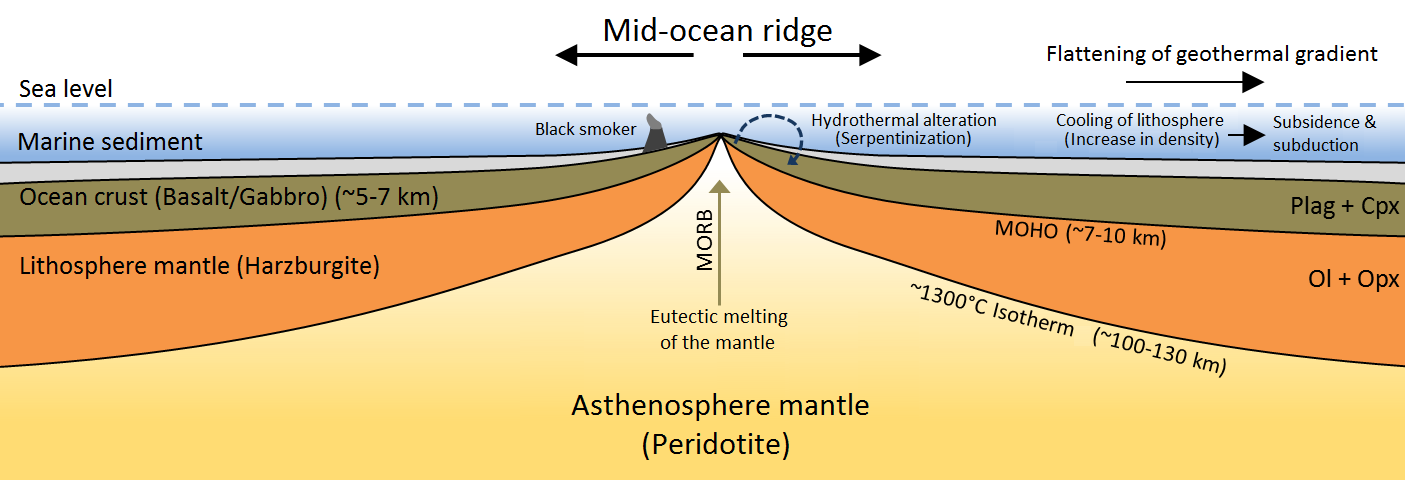 Mid-ocean ridge
Flattening of geothermal gradient
Sea level
Black smoker
Hydrothermal alteration
(Serpentinization)
Cooling of lithosphere
(Increase in density)
Subsidence &
subduction
Marine sediment
Ocean crust (Basalt/Gabbro) (~5-7 km)
Plag + Cpx
MORB
MOHO (~7-10 km)
Lithosphere mantle (Harzburgite)
Ol + Opx
~1300°C Isotherm (~100-130 km)
Eutectic melting
of the mantle
Asthenosphere mantle
(Peridotite)